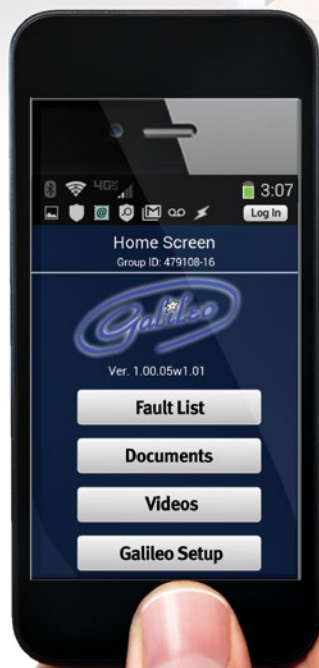 4G
3:07
Log In
Home Screen
Group ID: 479108-16
Galileo
Ver. 1.00.05w1.01
Fault List
Documents
Videos
Galileo Setup